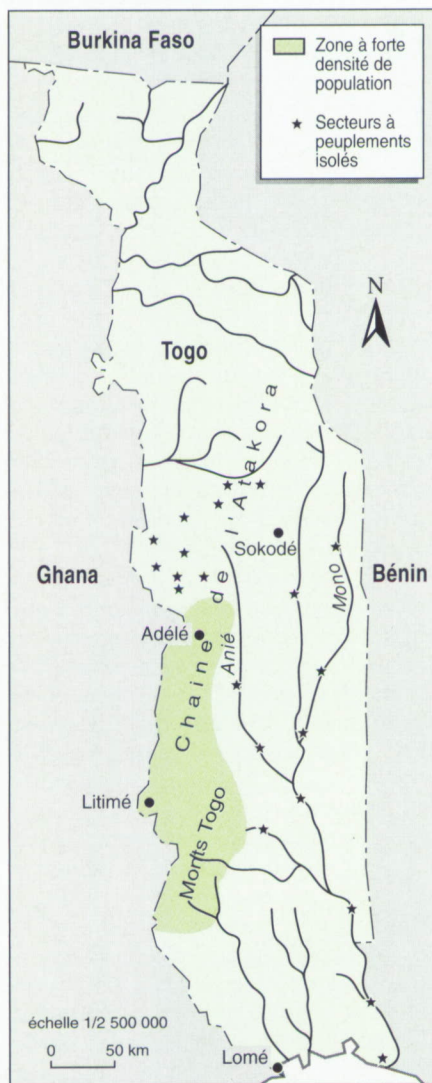 Burkina Faso
Zone à forte
densité de
population
Secteurs à
peuplements
isolés
N
Togo
Chaine de l'Atakora
Sokodé
Ghana
Bénin
Mono
Adélé
Anié
Litimé
Monts Togo
échelle 1/2 500 000
0 50 km
Lomé